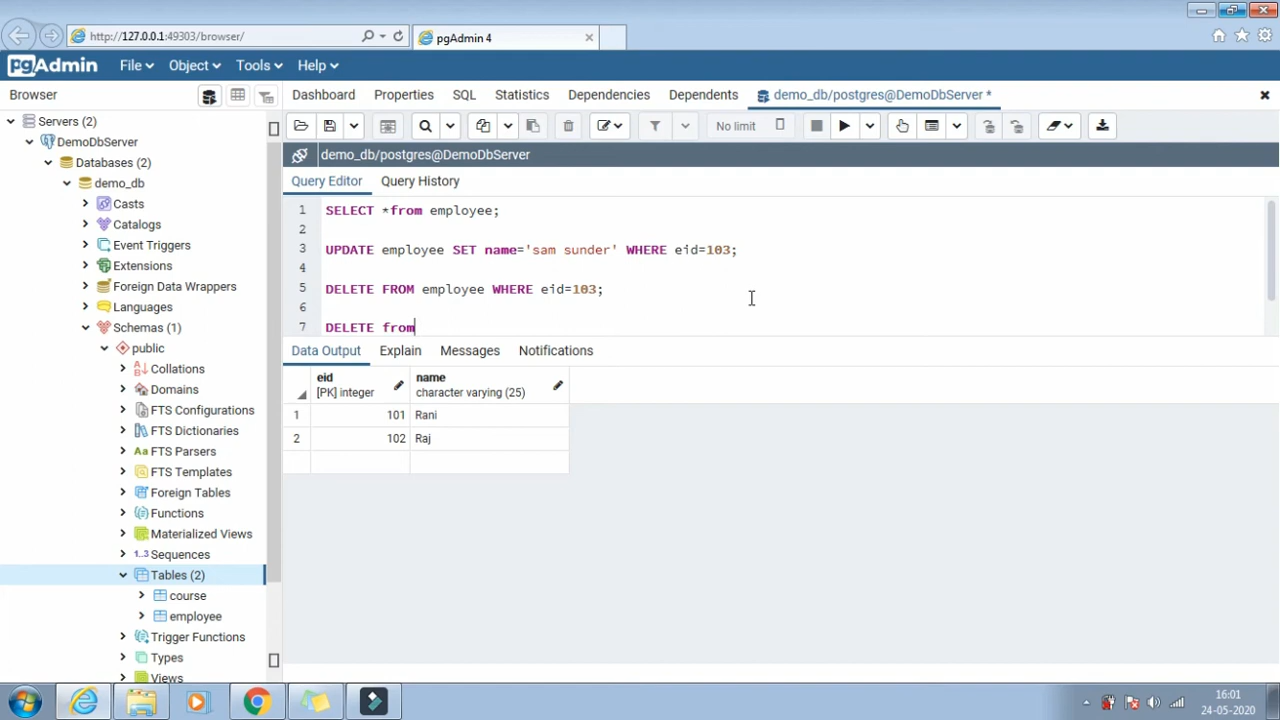 http://127.0.0.1:49303/browser/
pgAdmin 4
pgAdmin File Object Tools Help
Browser
Dashboard Properties SQL Statistics Dependencies Dependents demo_db/postgres@DemoDbServer *
No limit
demo_db/postgres@DemoDbServer
Query Editor Query History
1 SELECT *from employee;
2
3 UPDATE employee SET name='sam sunder' WHERE eid=103;
4
5 DELETE FROM employee WHERE eid=103;
6
7 DELETE from
Data Output Explain Messages Notifications
eid
[PK] integer
name
character varying (25)
1 101 Rani
2 102 Raj
Servers (2)
DemoDbServer
Databases (2)
demo_db
Casts
Catalogs
Event Triggers
Extensions
Foreign Data Wrappers
Languages
Schemas (1)
public
Collations
Domains
FTS Configurations
FTS Dictionaries
Aa FTS Parsers
FTS Templates
Foreign Tables
Functions
Materialized Views
1..3 Sequences
Tables (2)
course
employee
Trigger Functions
Types
Views
16:01
24-05-2020